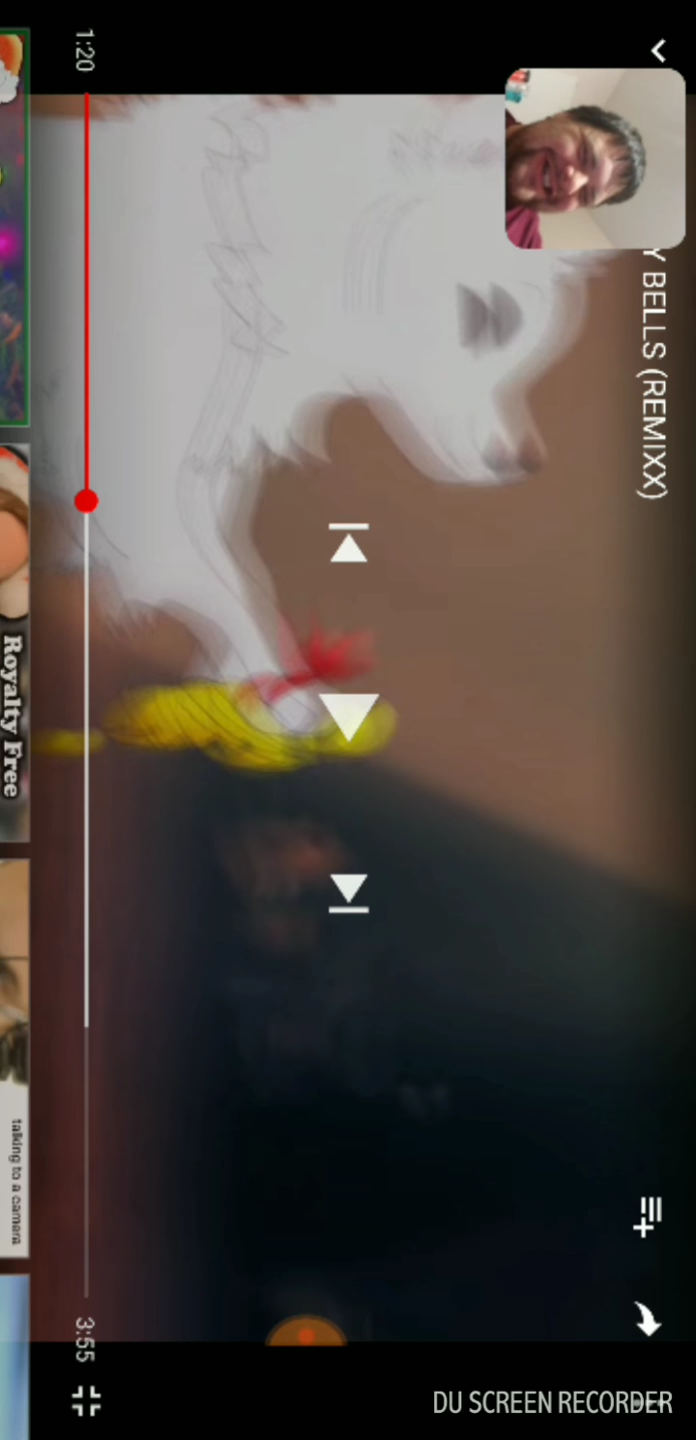 Y BELLS (REMIXX)
1:20
3:55
Royalty Free
talking to a camera
DU SCREEN RECORDER